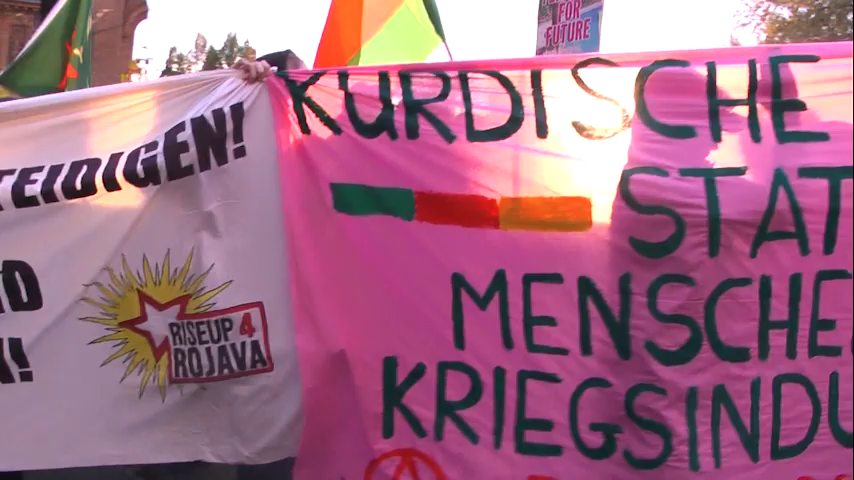 FOR
FUTURE
TEIDIGEN!
RISEUP 4
ROJAVA
KURDISCHE
STAT
MENSCHE
KRIEGSINDU